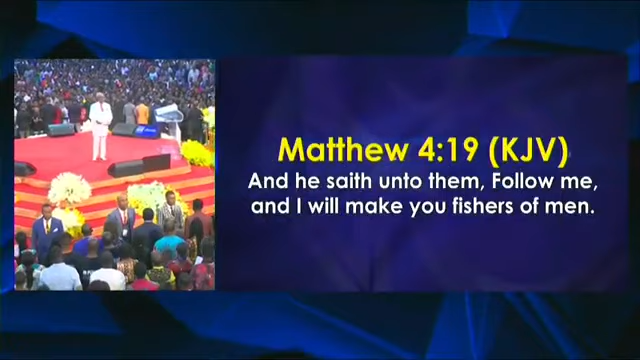 Matthew 4:19 (KJV)
And he saith unto them, Follow me,
and I will make you fishers of men.